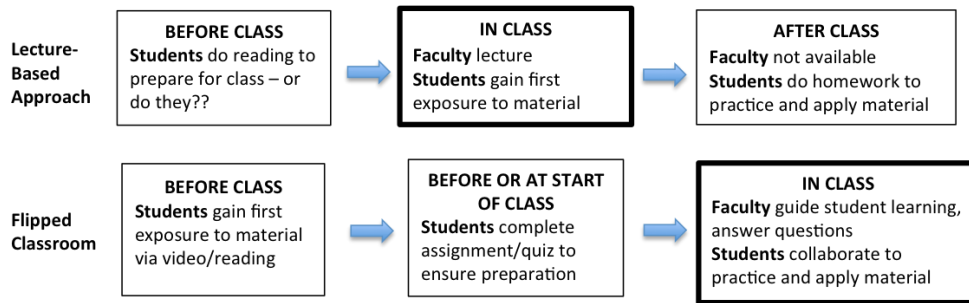 Lecture-
Based
Approach
BEFORE CLASS
Students do reading to
prepare for class – or
do they??
IN CLASS
Faculty lecture
Students gain first
exposure to material
AFTER CLASS
Faculty not available
Students do homework to
practice and apply material
Flipped
Classroom
BEFORE CLASS
Students gain first
exposure to material
via video/reading
BEFORE OR AT START
OF CLASS
Students complete
assignment/quiz to
ensure preparation
IN CLASS
Faculty guide student learning,
answer questions
Students collaborate to
practice and apply material